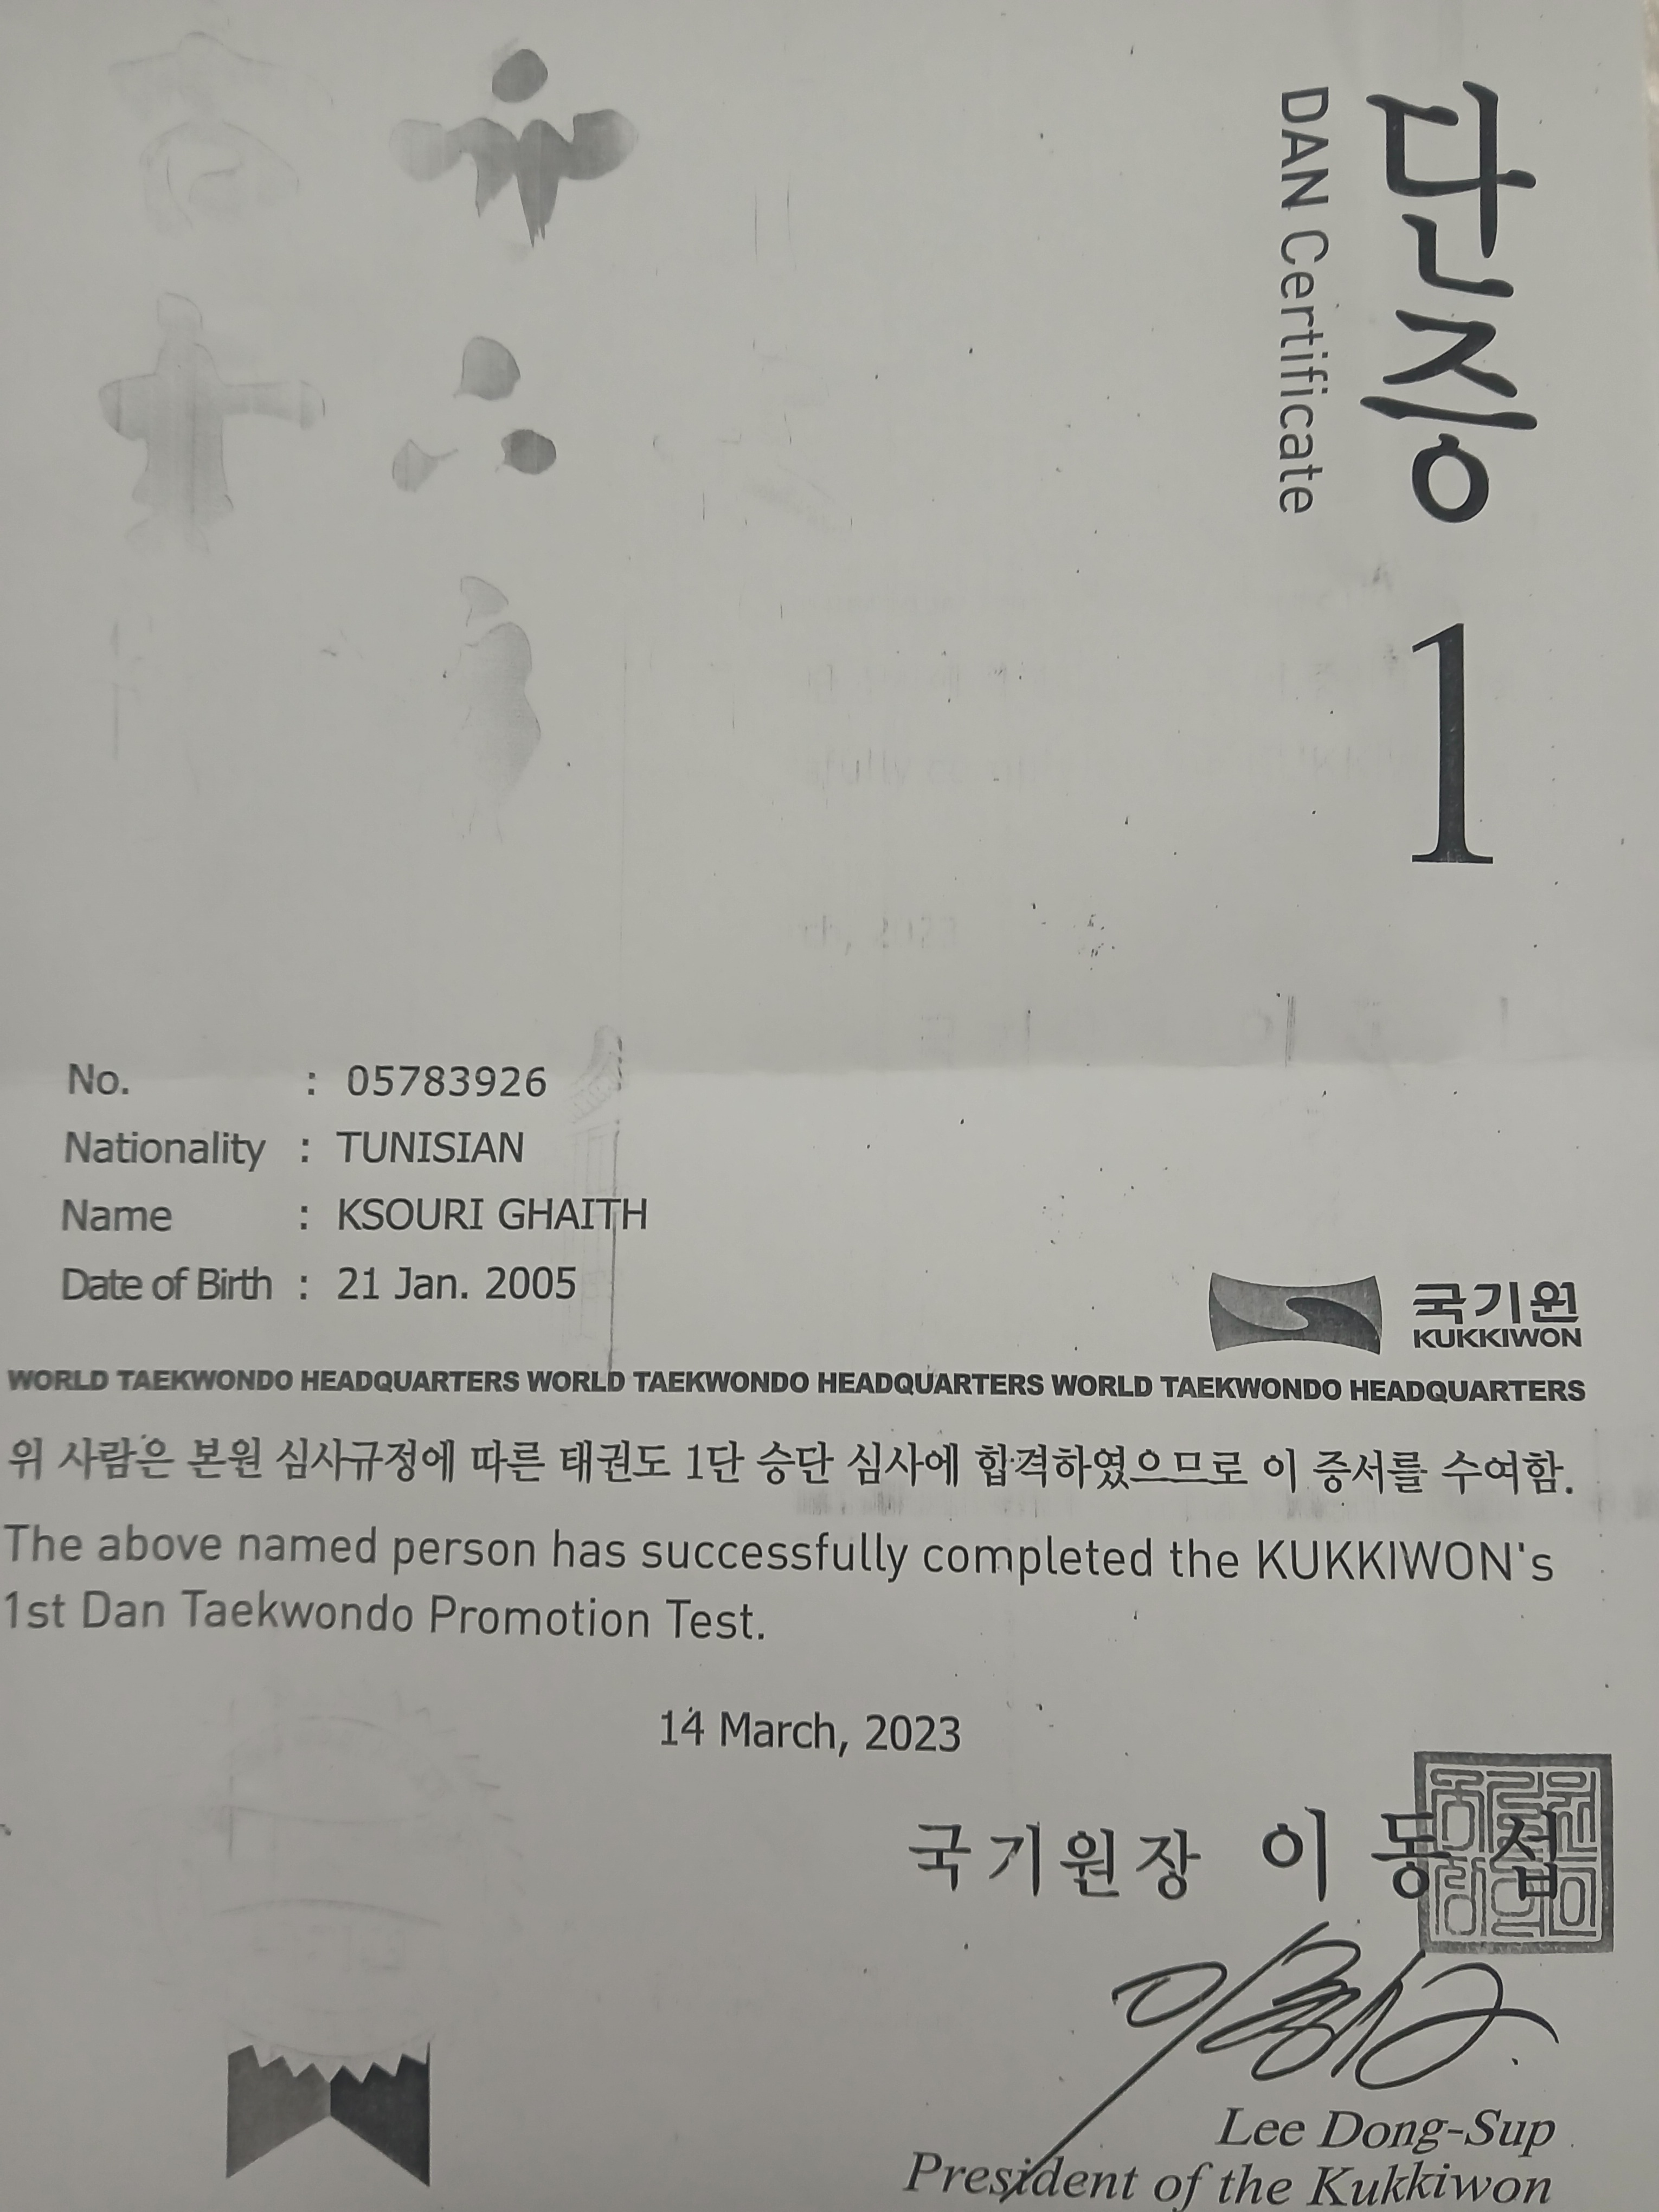 단증
DAN Certificate
1
No. : 05783926
Nationality : TUNISIAN
Name : KSOURI GHAITH
Date of Birth : 21 Jan. 2005
국기원
KUKKIWON
WORLD TAEKWONDO HEADQUARTERS WORLD TAEKWONDO HEADQUARTERS WORLD TAEKWONDO HEADQUARTERS
위 사람은 본원 심사규정에 따른 태권도 1단 승단 심사에 합격하였으므로 이 증서를 수여함.
The above named person has successfully completed the KUKKIWON's
1st Dan Taekwondo Promotion Test.
14 March, 2023
국기원장 이동섭
Lee Dong-Sup
President of the Kukkiwon